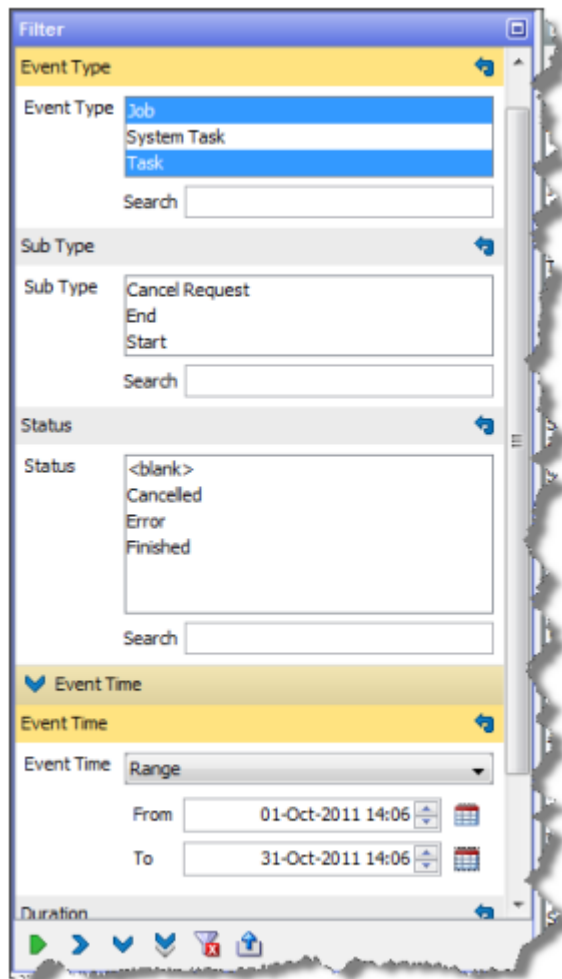 Filter
Event Type
Event Type
Job
System Task
Task
Search
Sub Type
Sub Type
Cancel Request
End
Start
Search
Status
Status
<blank>
Cancelled
Error
Finished
Search
Event Time
Event Time
Event Time Range
From 01-Oct-2011 14:06
To 31-Oct-2011 14:06
Duration